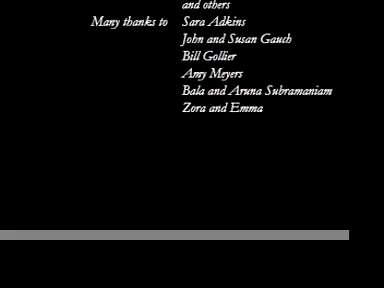 and others
Many thanks to Sara Adkins
John and Susan Gauch
Bill Gollier
Amy Meyers
Bala and Aruna Subramaniam
Zora and Emma